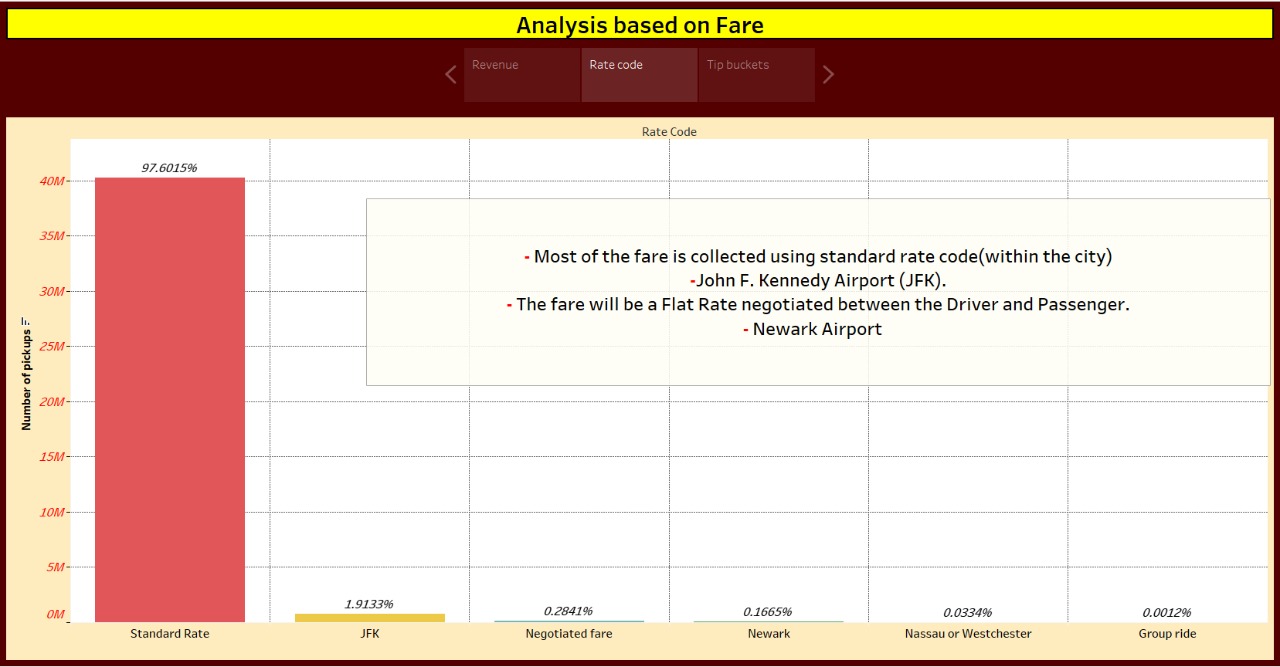 Analysis based on Fare
Revenue
Rate code
Tip buckets
Rate Code
97.6015%
40M
35M
- Most of the fare is collected using standard rate code(within the city)
-John F. Kennedy Airport (JFK).
- The fare will be a Flat Rate negotiated between the Driver and Passenger.
- Newark Airport
30M
25M
20M
15M
10M
5M
0M
Number of pickups
1.9133%
0.2841%
0.1665%
0.0334%
0.0012%
Standard Rate
JFK
Negotiated fare
Newark
Nassau or Westchester
Group ride